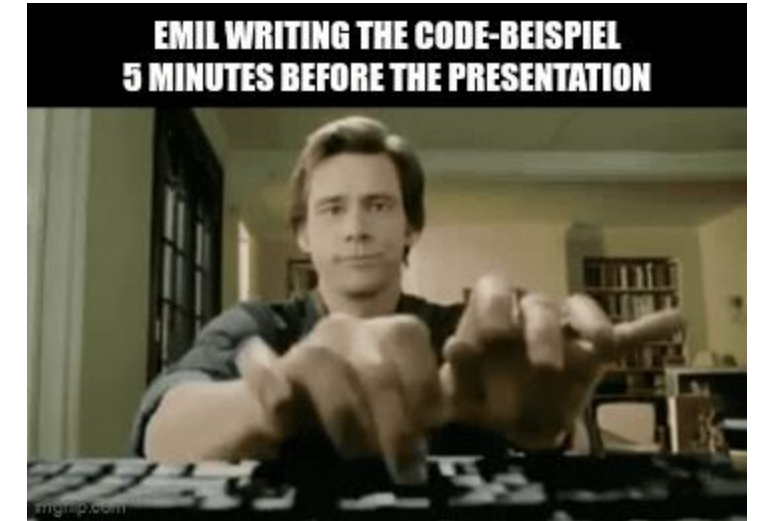 EMIL WRITING THE CODE-BEISPIEL
5 MINUTES BEFORE THE PRESENTATION
imgflip.com